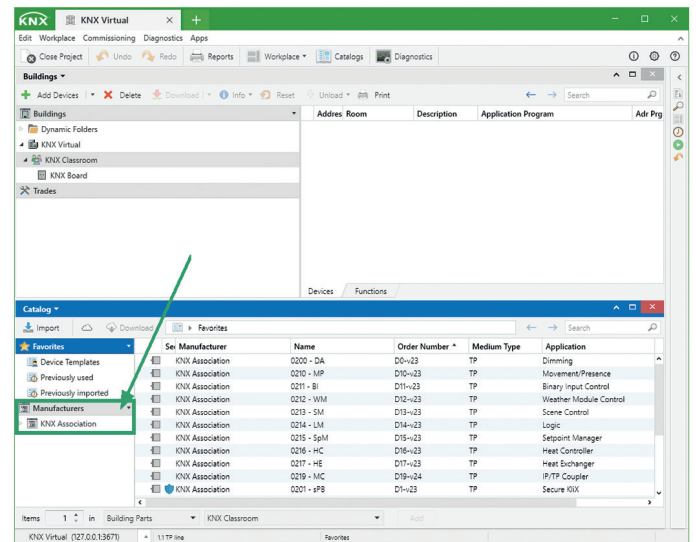 KNX KNX Virtual × +
Edit Workplace Commissioning Diagnostics Apps
Close Project Undo Redo Reports Workplace Catalogs Diagnostics
Buildings
Add Devices Delete Download Info Reset Unload Print Search
Buildings
Addres Room Description Application Program Adr Prg
Dynamic Folders
KNX Virtual
KNX Classroom
KNX Board
Trades
Devices Functions
Catalog
Import Download Favorites Search
Favorites
Se Manufacturer Name Order Number Medium Type Application
Device Templates
Previously used
Previously imported
Manufacturers
KNX Association
KNX Association 0200 - DA D0-v23 TP Dimming
KNX Association 0210 - MP D10-v23 TP Movement/Presence
KNX Association 0211 - BI D11-v23 TP Binary Input Control
KNX Association 0212 - WM D12-v23 TP Weather Module Control
KNX Association 0213 - SM D13-v23 TP Scene Control
KNX Association 0214 - LM D14-v23 TP Logic
KNX Association 0215 - SpM D15-v23 TP Setpoint Manager
KNX Association 0216 - HC D16-v23 TP Heat Controller
KNX Association 0217 - HE D17-v23 TP Heat Exchanger
KNX Association 0219 - MC D19-v24 TP IP/TP Coupler
KNX Association 0201 - sPB D1-v23 TP Secure KliX
Items 1 in Building Parts KNX Classroom Add
KNX Virtual (127.0.0.1:3671) 1.1 TP line Favorites